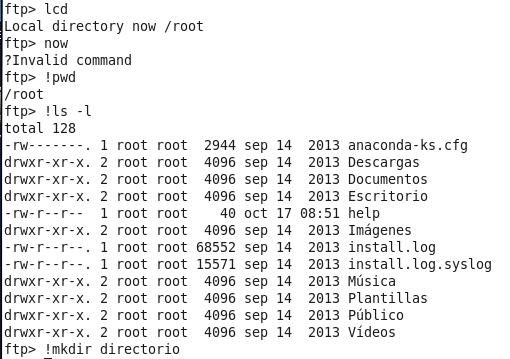 ftp> lcd
Local directory now /root
ftp> now
?Invalid command
ftp> !pwd
/root
ftp> !ls -l
total 128
-rw-------. 1 root root  2944 sep 14  2013 anaconda-ks.cfg
drwxr-xr-x. 2 root root  4096 sep 14  2013 Descargas
drwxr-xr-x. 2 root root  4096 sep 14  2013 Documentos
drwxr-xr-x. 2 root root  4096 sep 14  2013 Escritorio
-rw-r--r--  1 root root    40 oct 17 08:51 help
drwxr-xr-x. 2 root root  4096 sep 14  2013 Imágenes
-rw-r--r--. 1 root root 68552 sep 14  2013 install.log
-rw-r--r--. 1 root root 15571 sep 14  2013 install.log.syslog
drwxr-xr-x. 2 root root  4096 sep 14  2013 Música
drwxr-xr-x. 2 root root  4096 sep 14  2013 Plantillas
drwxr-xr-x. 2 root root  4096 sep 14  2013 Público
drwxr-xr-x. 2 root root  4096 sep 14  2013 Vídeos
ftp> !mkdir directorio